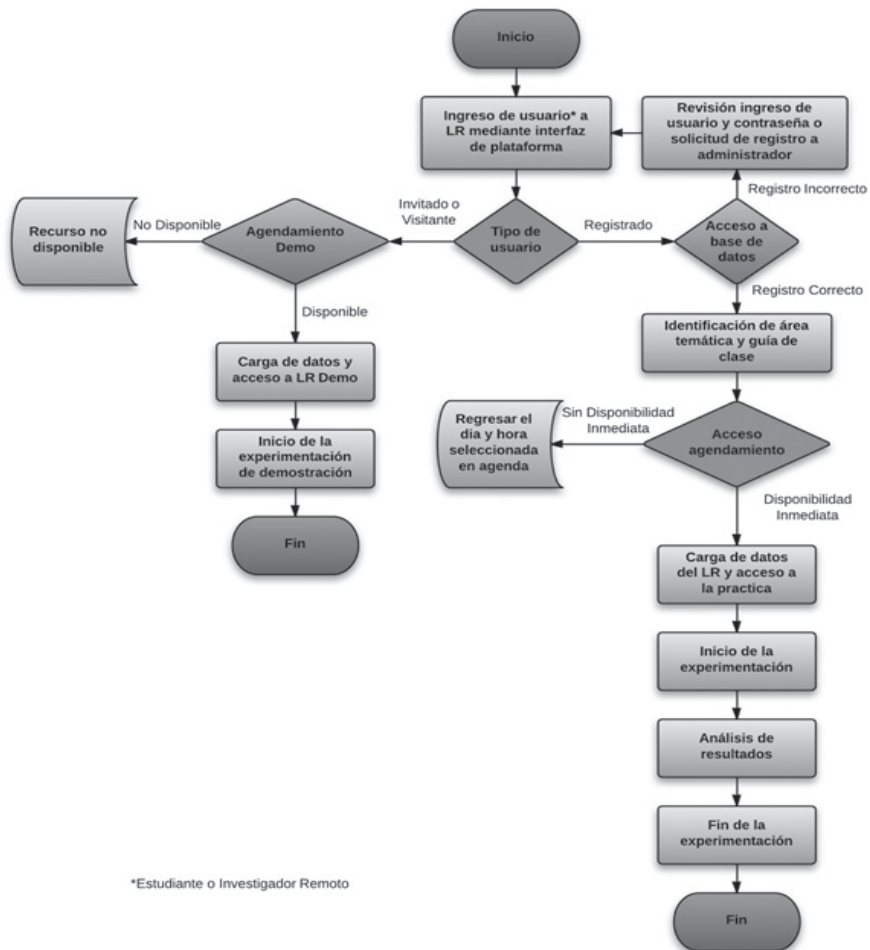 Inicio
Ingreso de usuario* a
LR mediante interfaz
de plataforma
Revisión ingreso de
usuario y contraseña o
solicitud de registro a
administrador
Registro Incorrecto
Invitado o
Visitante
Tipo de
usuario
Registrado
Acceso a
base de
datos
Agendamiento
Demo
No Disponible
Recurso no
disponible
Disponible
Carga de datos y
acceso a LR Demo
Inicio de la
experimentación
de demostración
Fin
Registro Correcto
Identificación de área
temática y guía de
clase
Acceso
agendamiento
Sin Disponibilidad
Inmediata
Regresar el
dia y hora
seleccionada
en agenda
Disponibilidad
Inmediata
Carga de datos
del LR y acceso a
la practica
Inicio de la
experimentación
Análisis de
resultados
Fin de la
experimentación
Fin
*Estudiante o Investigador Remoto